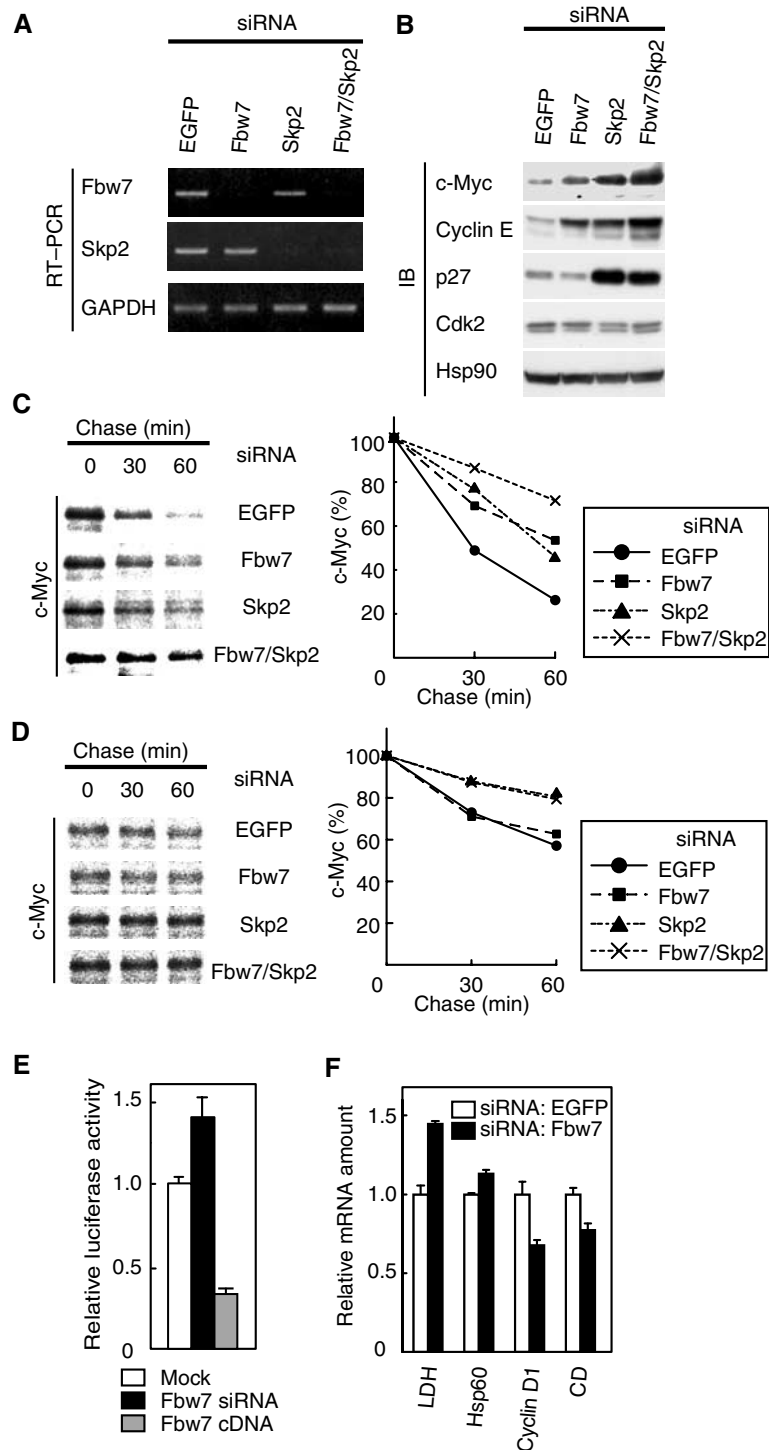 A
siRNA
EGFP
Fbw7
Skp2
Fbw7/Skp2
RT–PCR
Fbw7
Skp2
GAPDH
B
siRNA
EGFP
Fbw7
Skp2
Fbw7/Skp2
IB
c-Myc
Cyclin E
p27
Cdk2
Hsp90
C
Chase (min)
0 30 60 siRNA
c-Myc
EGFP
Fbw7
Skp2
Fbw7/Skp2
c-Myc (%)
100
80
60
40
20
0 30 60
Chase (min)
siRNA
EGFP
Fbw7
Skp2
Fbw7/Skp2
D
Chase (min)
0 30 60 siRNA
c-Myc
EGFP
Fbw7
Skp2
Fbw7/Skp2
c-Myc (%)
100
80
60
40
20
0 30 60
Chase (min)
siRNA
EGFP
Fbw7
Skp2
Fbw7/Skp2
E
Relative luciferase activity
1.5
1.0
0.5
0
Mock
Fbw7 siRNA
Fbw7 cDNA
F
Relative mRNA amount
1.5
1.0
0.5
0
siRNA: EGFP
siRNA: Fbw7
LDH
Hsp60
Cyclin D1
CD